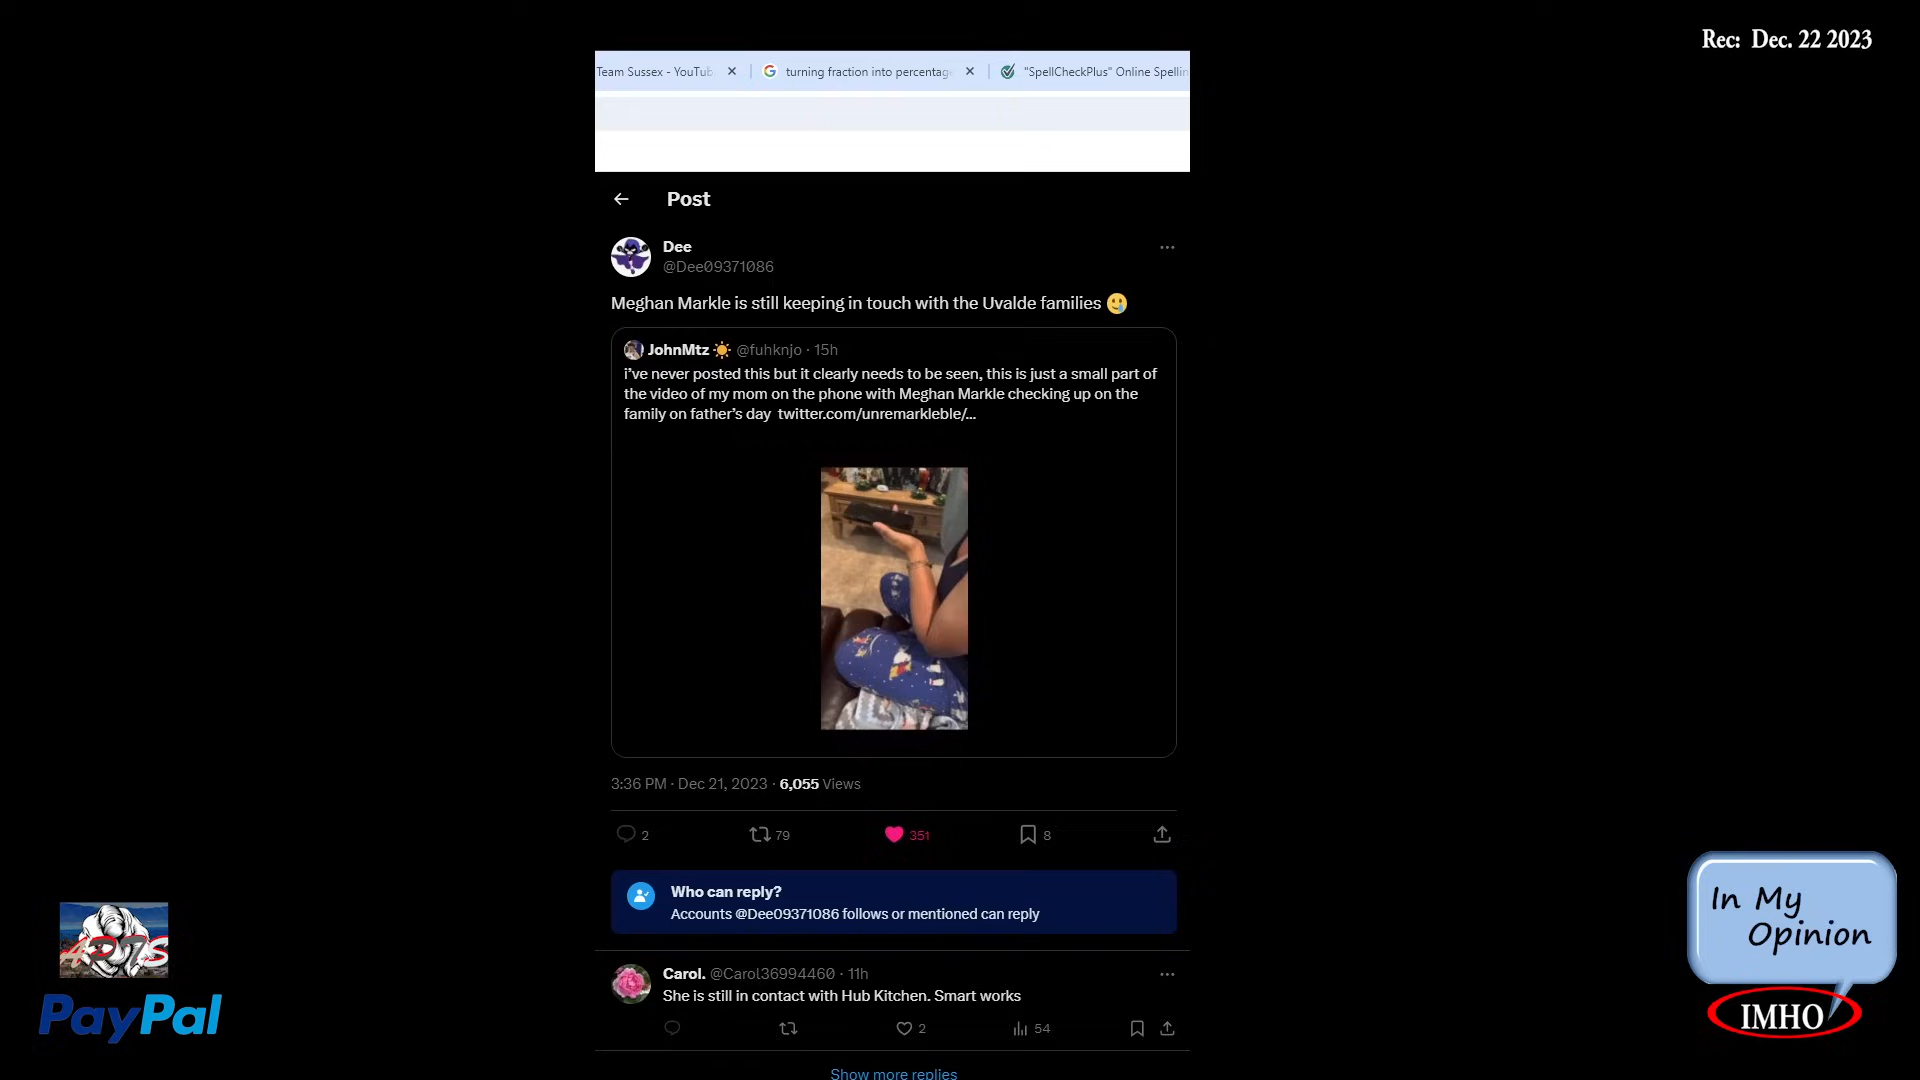 Rec: Dec. 22 2023
Team Sussex - YouTub
turning fraction into percentag
"SpellCheckPlus" Online Spellin
Post
Dee
@Dee09371086
Meghan Markle is still keeping in touch with the Uvalde families 🥲
JohnMtz ☀️ @fuhknjo · 15h
i've never posted this but it clearly needs to be seen, this is just a small part of
the video of my mom on the phone with Meghan Markle checking up on the
family on father's day twitter.com/unremarkleble/...
3:36 PM · Dec 21, 2023 · 6,055 Views
2 79 351 8
Who can reply?
Accounts @Dee09371086 follows or mentioned can reply
Carol. @Carol36994460 · 11h
She is still in contact with Hub Kitchen. Smart works
2 54
Show more replies
PayPal
In My
Opinion
IMHO